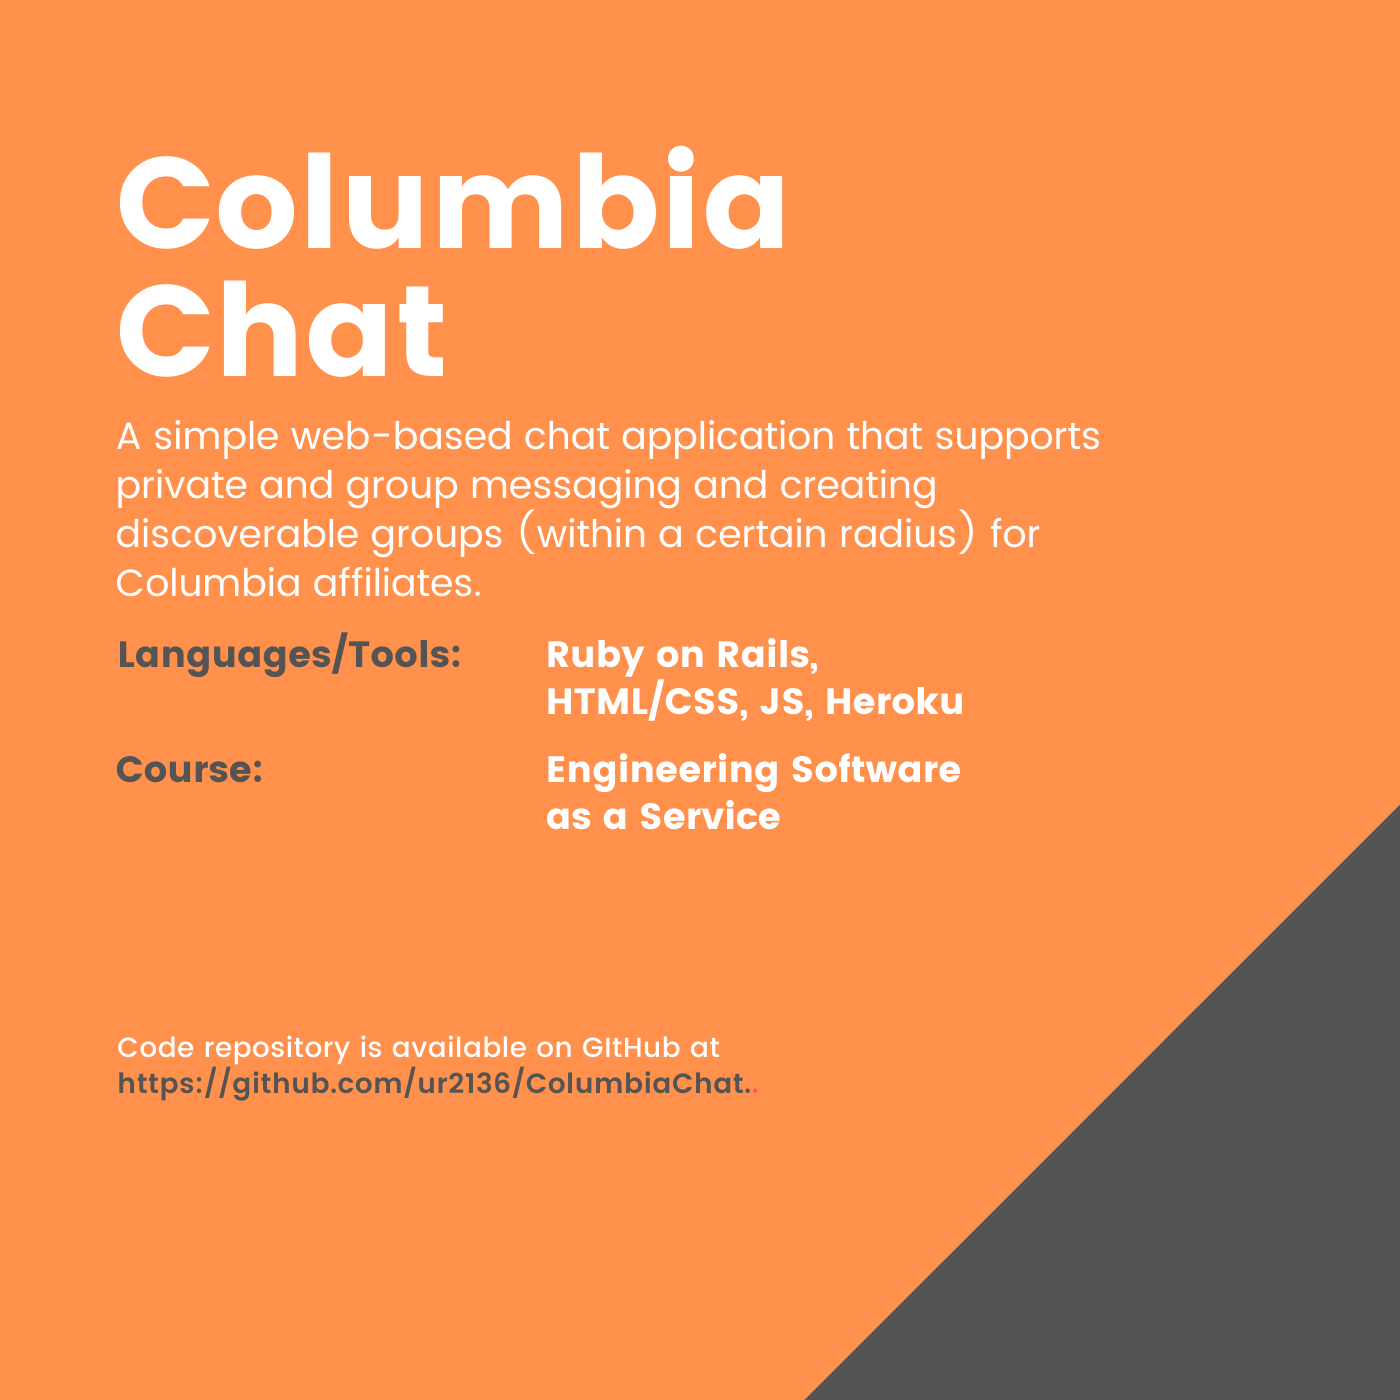 Columbia
Chat
A simple web-based chat application that supports
private and group messaging and creating
discoverable groups (within a certain radius) for
Columbia affiliates.
Languages/Tools: Ruby on Rails,
HTML/CSS, JS, Heroku
Course: Engineering Software
as a Service
Code repository is available on GItHub at
https://github.com/ur2136/ColumbiaChat..